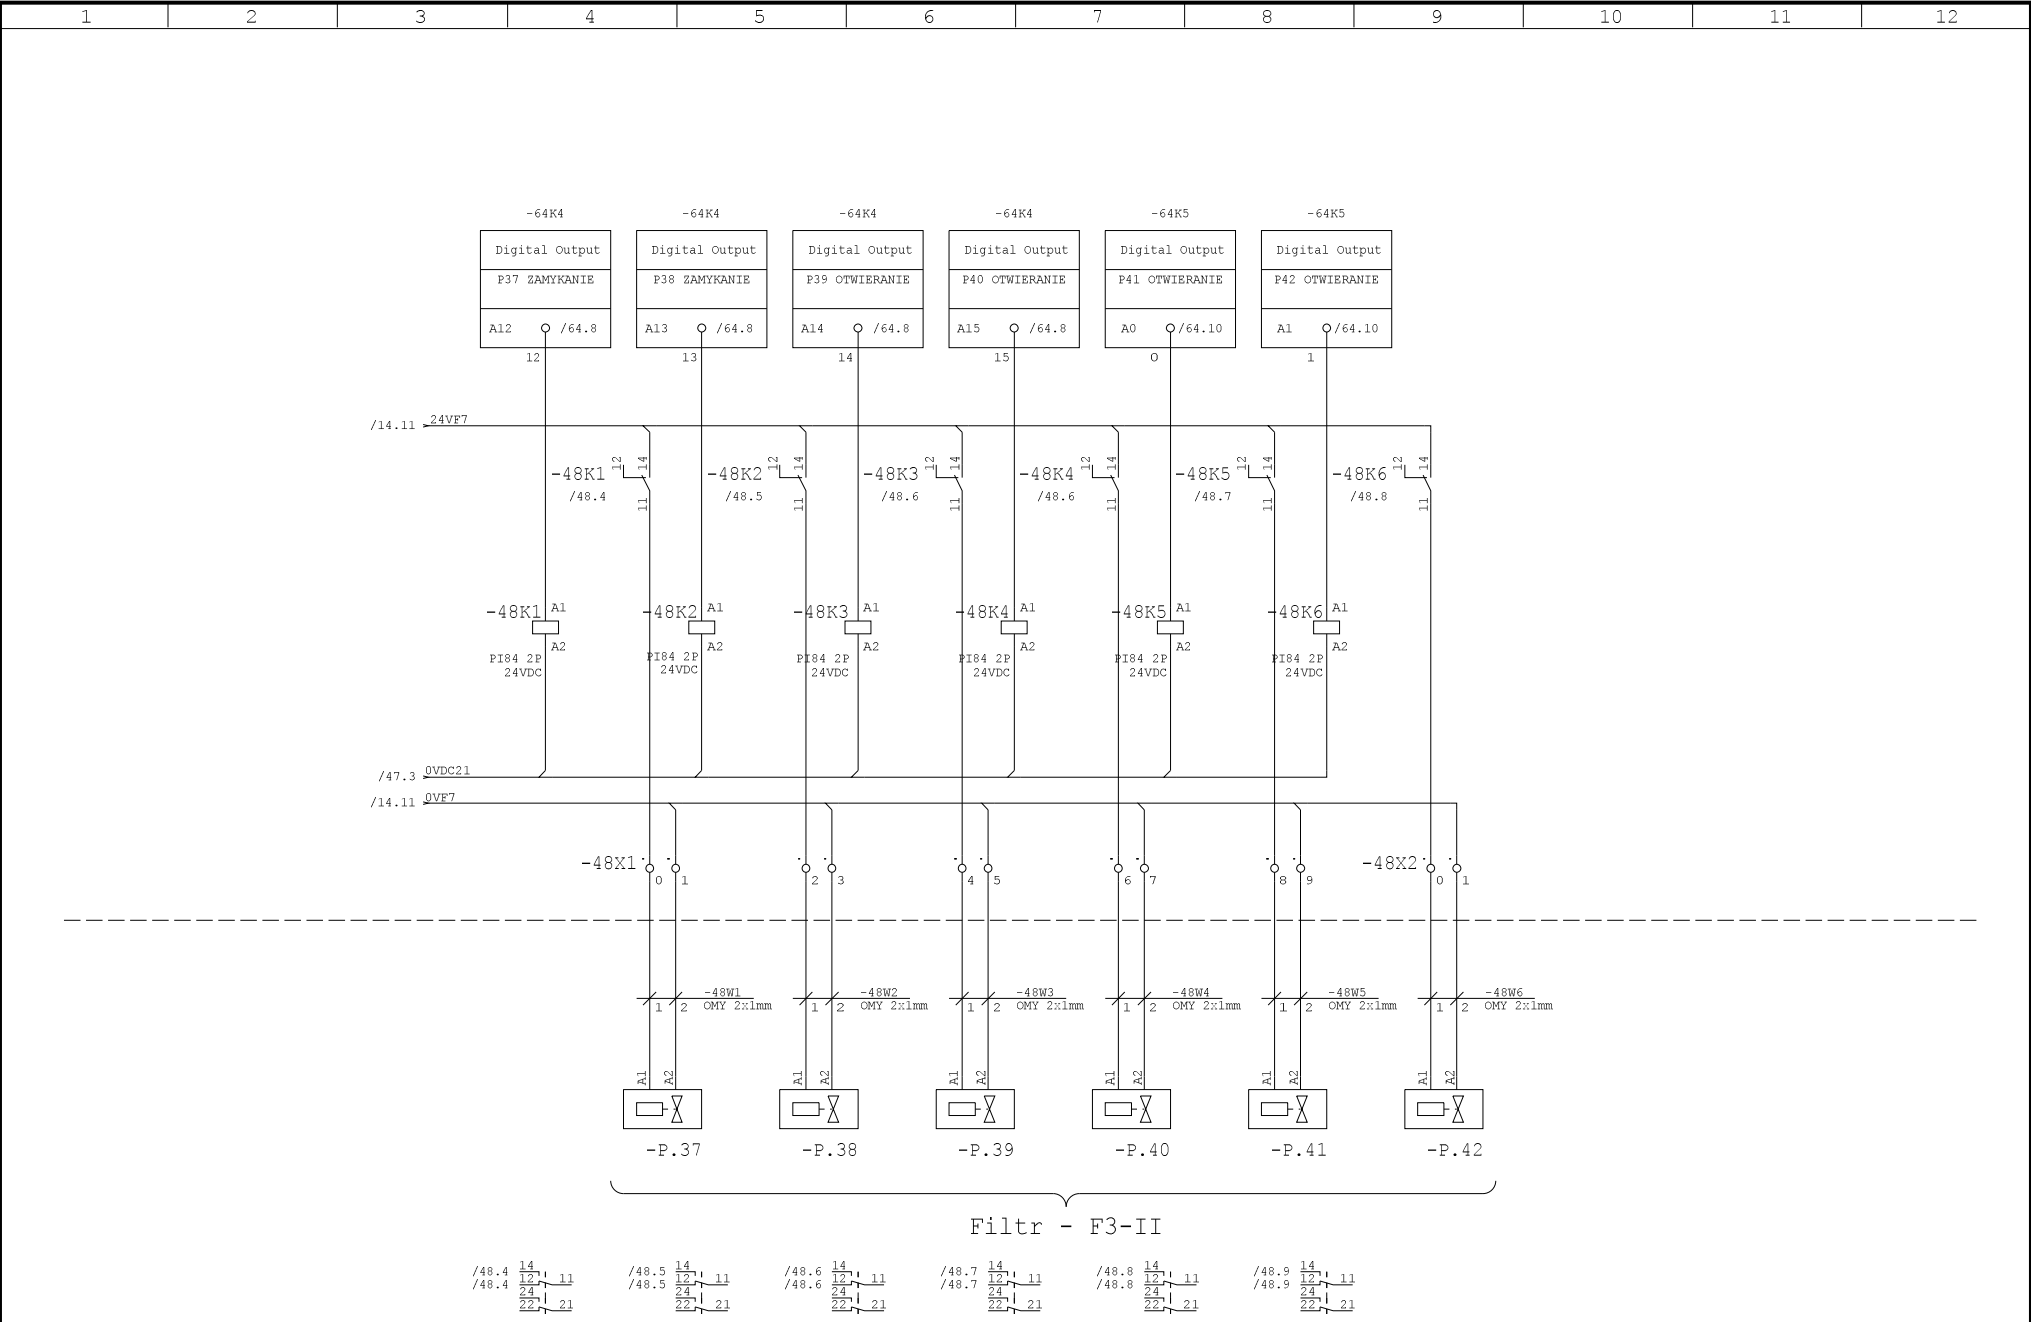 1 2 3 4 5 6 7 8 9 10 11 12
-64K4 -64K4 -64K4 -64K4 -64K5 -64K5
Digital Output Digital Output Digital Output Digital Output Digital Output Digital Output
P37 ZAMYKANIE P38 ZAMYKANIE P39 OTWIERANIE P40 OTWIERANIE P41 OTWIERANIE P42 OTWIERANIE
A12 /64.8 A13 /64.8 A14 /64.8 A15 /64.8 A0 /64.10 A1 /64.10
12 13 14 15 0 1
/14.11 24VF7
12 14 12 14 12 14 12 14 12 14 12 14
-48K1 -48K2 -48K3 -48K4 -48K5 -48K6
/48.4 /48.5 /48.6 /48.6 /48.7 /48.8
11 11 11 11 11 11
-48K1 A1 -48K2 A1 -48K3 A1 -48K4 A1 -48K5 A1 -48K6 A1
A2 A2 A2 A2 A2 A2
PI84 2P PI84 2P PI84 2P PI84 2P PI84 2P PI84 2P
24VDC 24VDC 24VDC 24VDC 24VDC 24VDC
/47.3 0VDC21
/14.11 0VF7
-48X1 -48X2
0 1 2 3 4 5 6 7 8 9 0 1
-48W1 -48W2 -48W3 -48W4 -48W5 -48W6
1 2 OMY 2x1mm 1 2 OMY 2x1mm 1 2 OMY 2x1mm 1 2 OMY 2x1mm 1 2 OMY 2x1mm 1 2 OMY 2x1mm
A1 A2 A1 A2 A1 A2 A1 A2 A1 A2 A1 A2
-P.37 -P.38 -P.39 -P.40 -P.41 -P.42
Filtr - F3-II
/48.4 14 /48.5 14 /48.6 14 /48.7 14 /48.8 14 /48.9 14
/48.4 12 11 /48.5 12 11 /48.6 12 11 /48.7 12 11 /48.8 12 11 /48.9 12 11
24 24 24 24 24 24
22 21 22 21 22 21 22 21 22 21 22 21